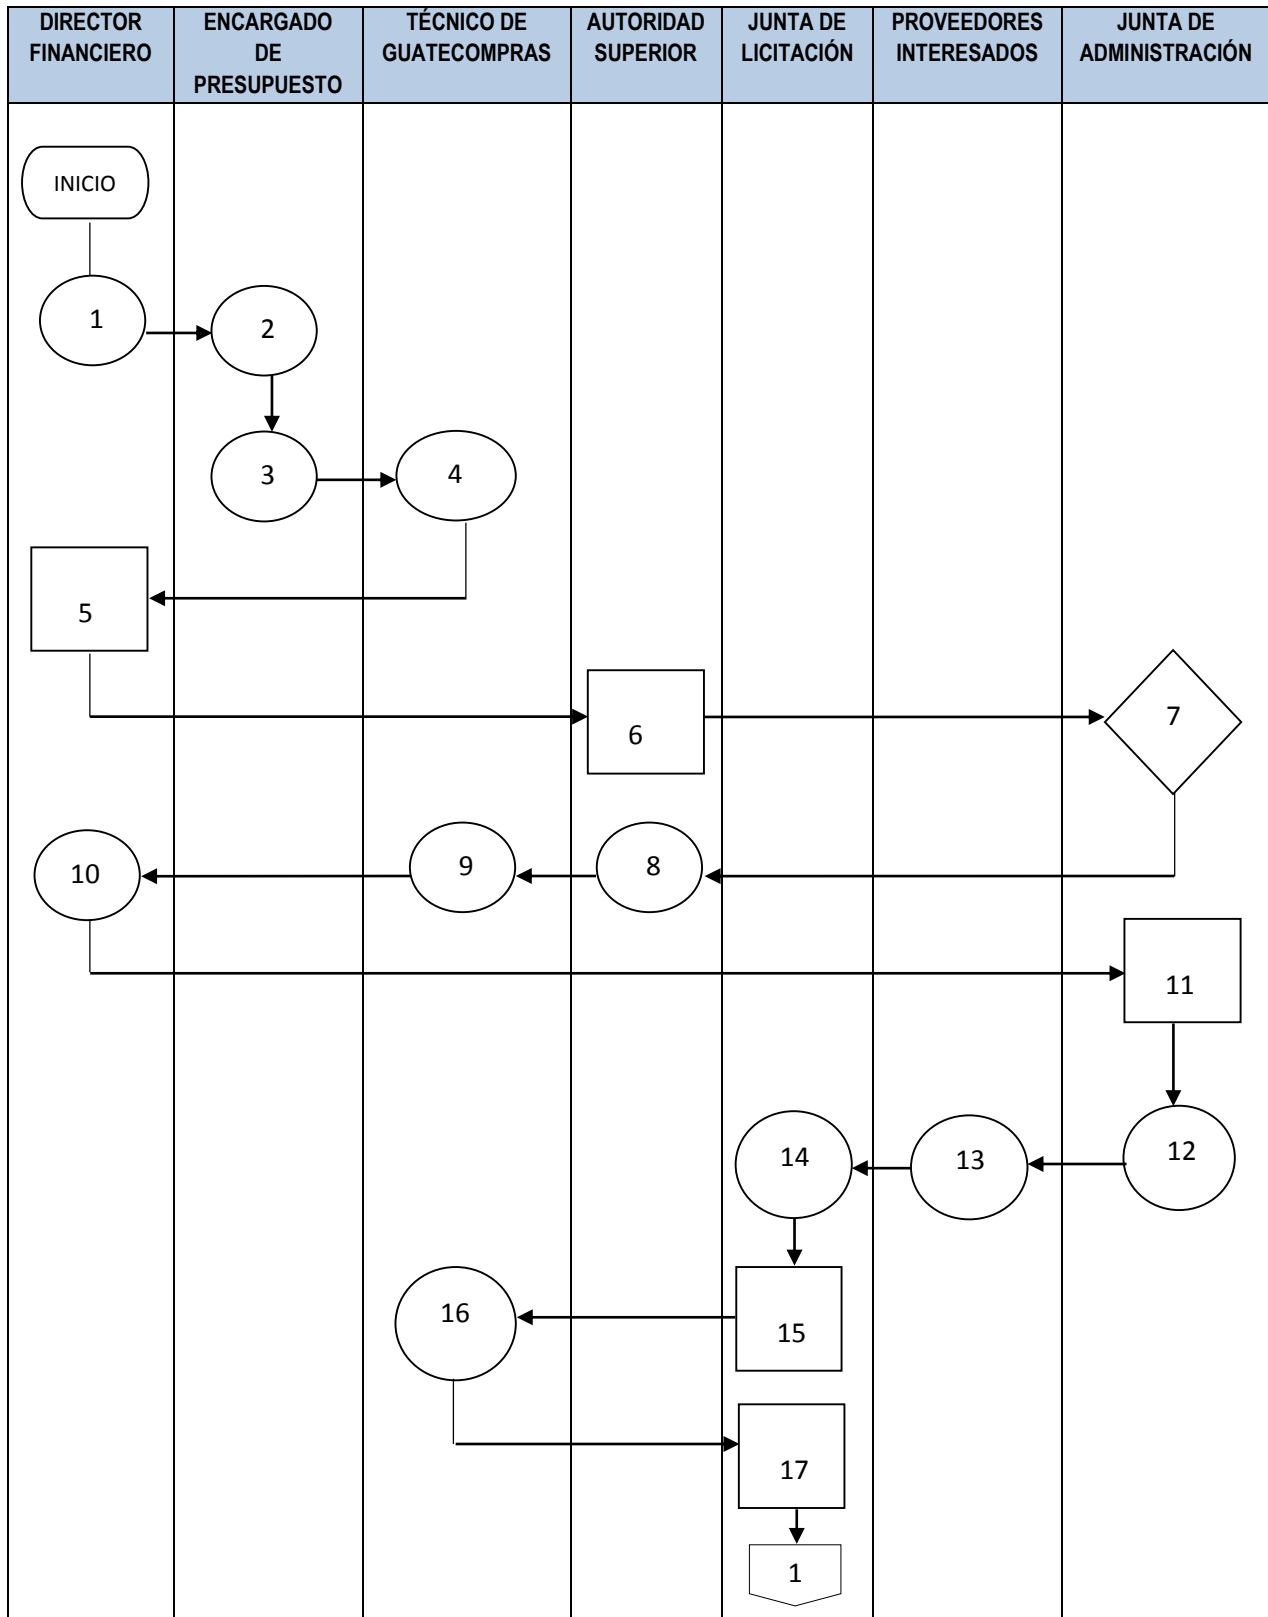 DIRECTOR
FINANCIERO
ENCARGADO
DE
PRESUPUESTO
TÉCNICO DE
GUATECOMPRAS
AUTORIDAD
SUPERIOR
JUNTA DE
LICITACIÓN
PROVEEDORES
INTERESADOS
JUNTA DE
ADMINISTRACIÓN
INICIO
1
2
3
4
5
6
7
10
9
8
11
14
13
12
16
15
17
1